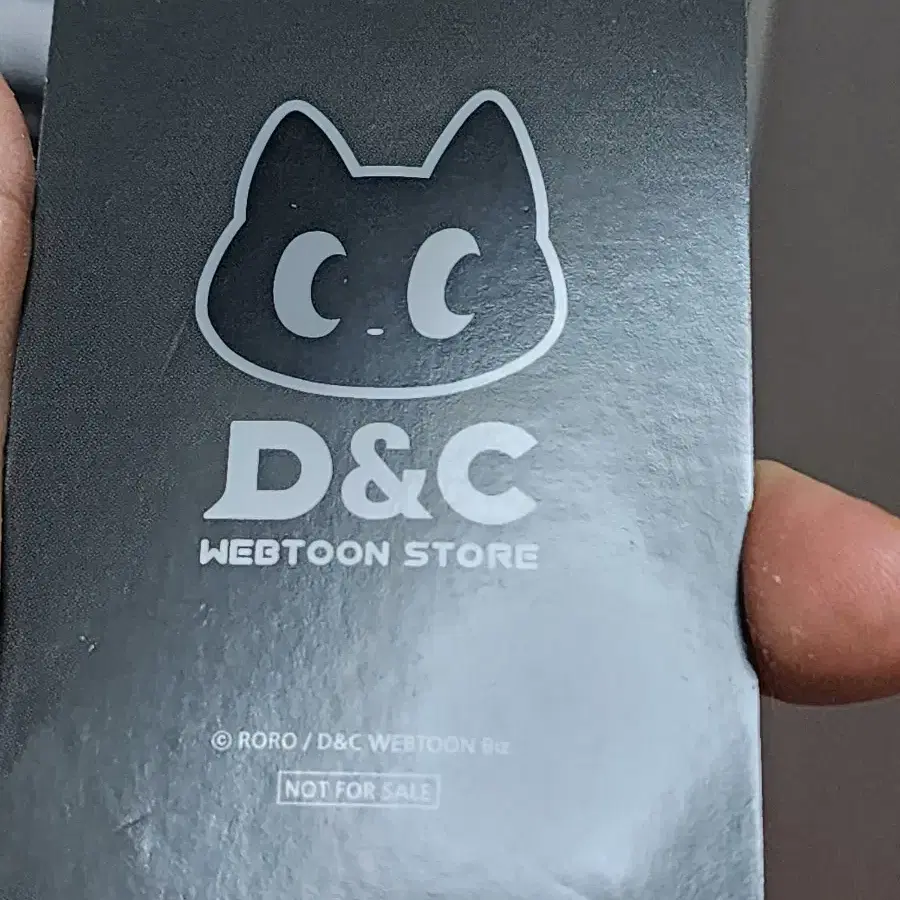 D&C
WEBTOON STORE
© RORO / D&C WEBTOON Biz
NOT FOR SALE